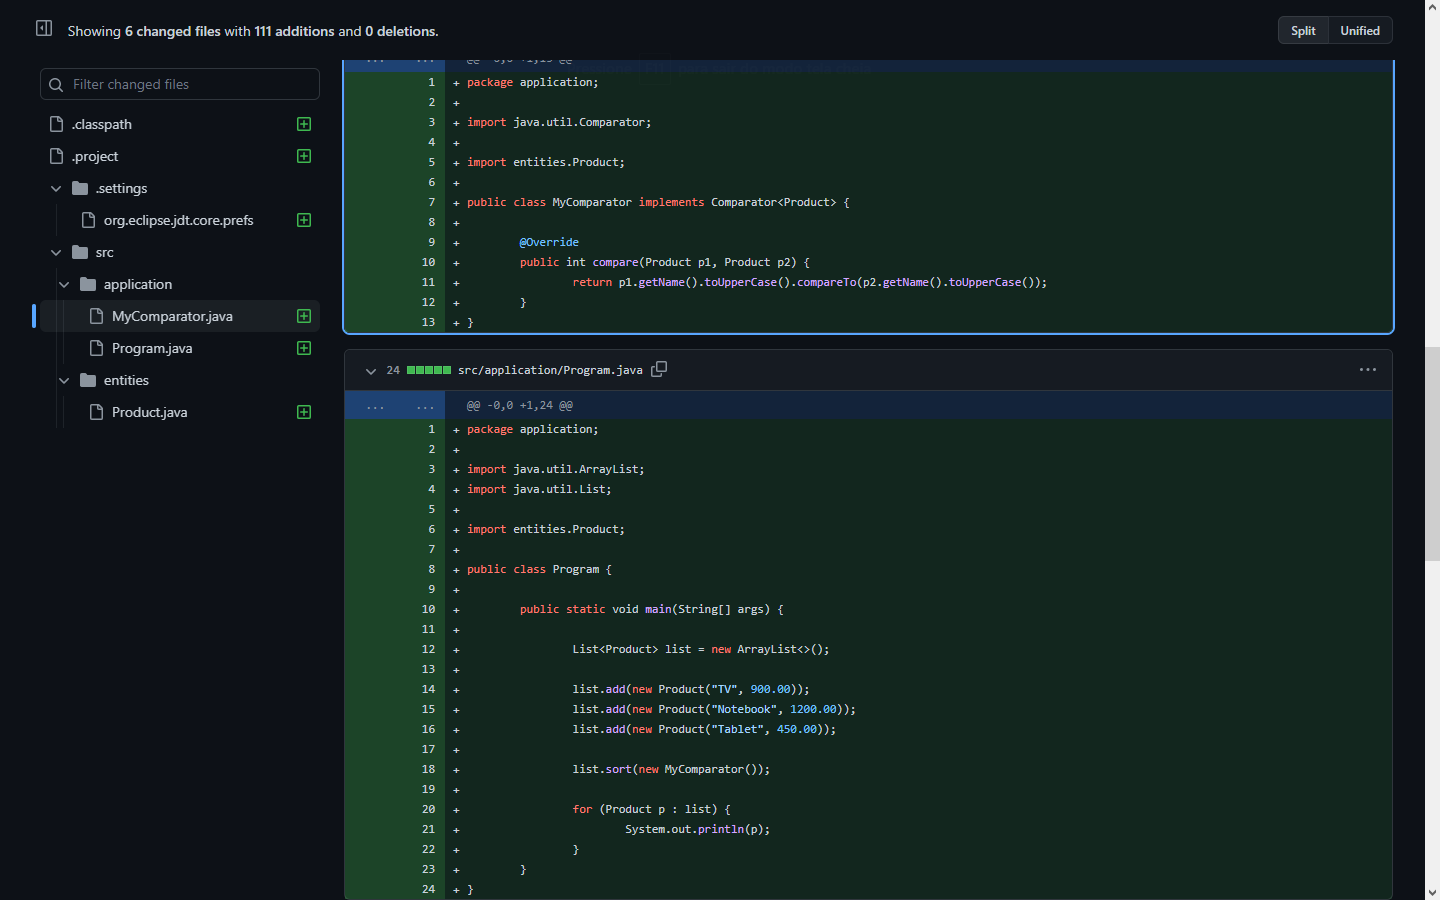 Showing 6 changed files with 111 additions and 0 deletions.
Split Unified
Filter changed files
.classpath
.project
.settings
org.eclipse.jdt.core.prefs
src
application
MyComparator.java
Program.java
entities
Product.java
... ...
1 + package application;
2 +
3 + import java.util.Comparator;
4 +
5 + import entities.Product;
6 +
7 + public class MyComparator implements Comparator<Product> {
8 +
9 + @Override
10 + public int compare(Product p1, Product p2) {
11 + return p1.getName().toUpperCase().compareTo(p2.getName().toUpperCase());
12 + }
13 + }
24 src/application/Program.java
... ... @@ -0,0 +1,24 @@
1 + package application;
2 +
3 + import java.util.ArrayList;
4 + import java.util.List;
5 +
6 + import entities.Product;
7 +
8 + public class Program {
9 +
10 + public static void main(String[] args) {
11 +
12 + List<Product> list = new ArrayList<>();
13 +
14 + list.add(new Product("TV", 900.00));
15 + list.add(new Product("Notebook", 1200.00));
16 + list.add(new Product("Tablet", 450.00));
17 +
18 + list.sort(new MyComparator());
19 +
20 + for (Product p : list) {
21 + System.out.println(p);
22 + }
23 + }
24 + }